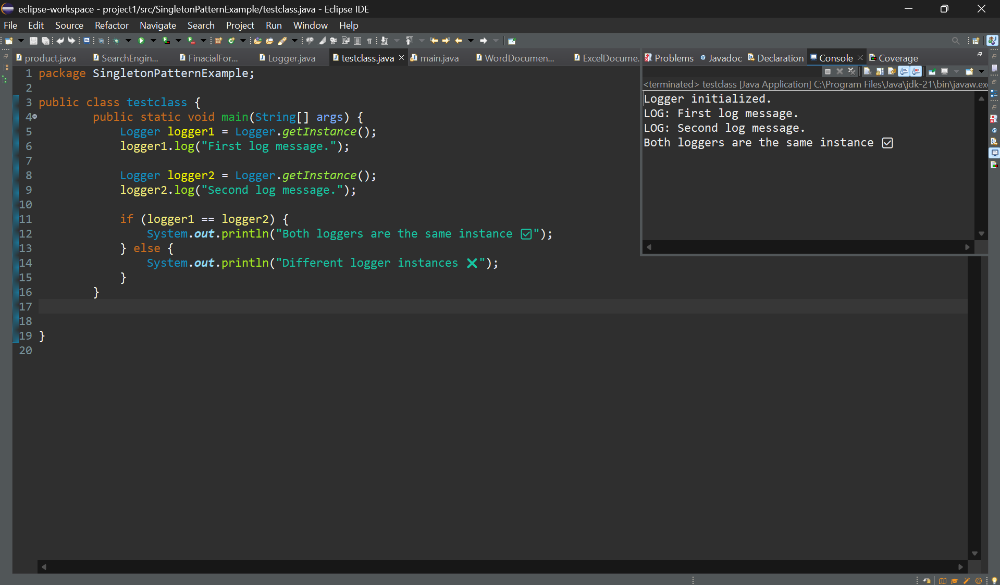 eclipse-workspace - project1/src/SingletonPatternExample/testclass.java - Eclipse IDE
File Edit Source Refactor Navigate Search Project Run Window Help
product.java SearchEngin... FinacialFor... Logger.java testclass.java main.java WordDocumen... ExcelDocume.
1 package SingletonPatternExample;
2
3 public class testclass {
4 public static void main(String[] args) {
5 Logger logger1 = Logger.getInstance();
6 logger1.log("First log message.");
7
8 Logger logger2 = Logger.getInstance();
9 logger2.log("Second log message.");
10
11 if (logger1 == logger2) {
12 System.out.println("Both loggers are the same instance ☑");
13 } else {
14 System.out.println("Different logger instances ❌");
15 }
16 }
17
18
19 }
20
Problems Javadoc Declaration Console Coverage
<terminated> testclass [Java Application] C:\Program Files\Java\jdk-21\bin\javaw.ex
Logger initialized.
LOG: First log message.
LOG: Second log message.
Both loggers are the same instance ☑